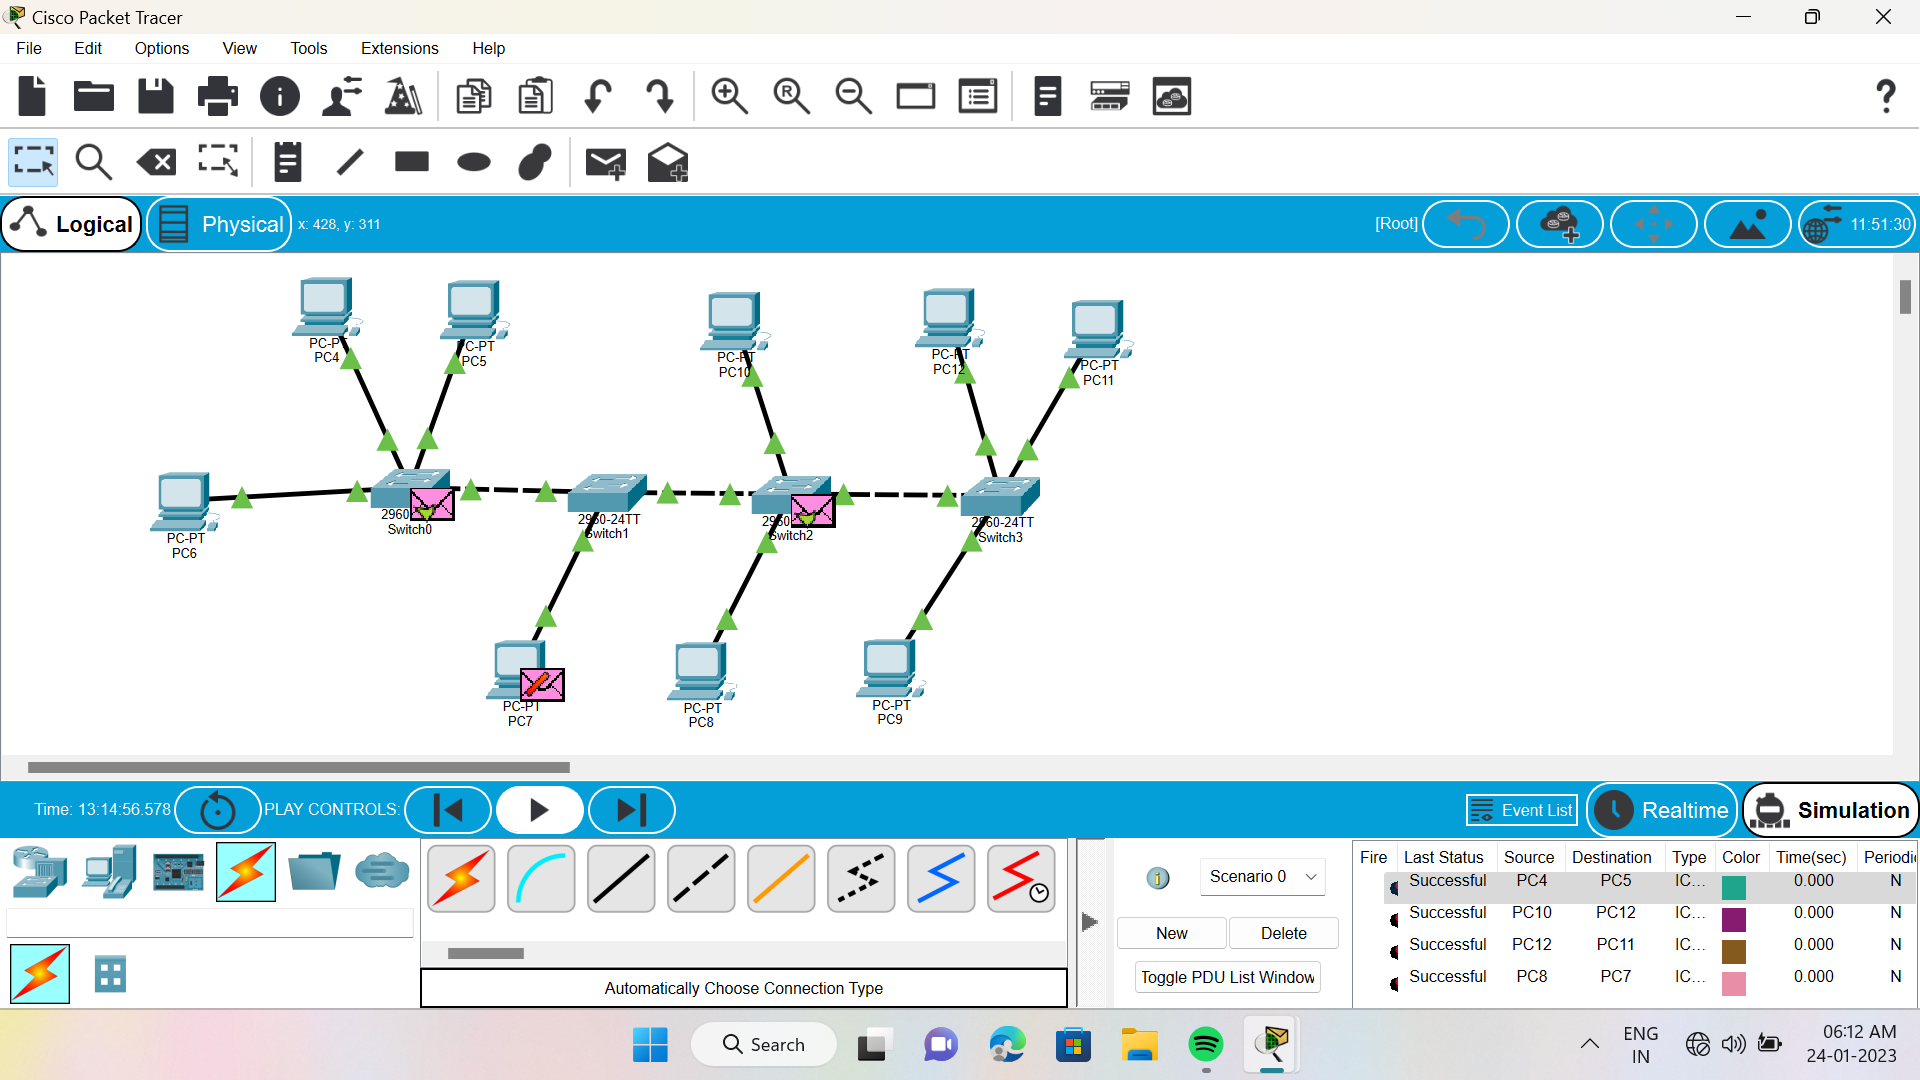 Cisco Packet Tracer
File Edit Options View Tools Extensions Help
Logical Physical x: 428, y: 311 [Root] 11:51:30
PC-PT
PC4
PC-PT
PC5
PC-PT
PC10
PC-PT
PC12
PC-PT
PC11
PC-PT
PC6
2960
Switch0
2960-24TT
Switch1
2960
Switch2
2960-24TT
Switch3
PC-PT
PC7
PC-PT
PC8
PC-PT
PC9
Time: 13:14:56.578 PLAY CONTROLS: Event List Realtime Simulation
Scenario 0
New Delete
Toggle PDU List Window
Automatically Choose Connection Type
Fire Last Status Source Destination Type Color Time(sec) Periodic
Successful PC4 PC5 IC... 0.000 N
Successful PC10 PC12 IC... 0.000 N
Successful PC12 PC11 IC... 0.000 N
Successful PC8 PC7 IC... 0.000 N
Search
ENG
IN
06:12 AM
24-01-2023